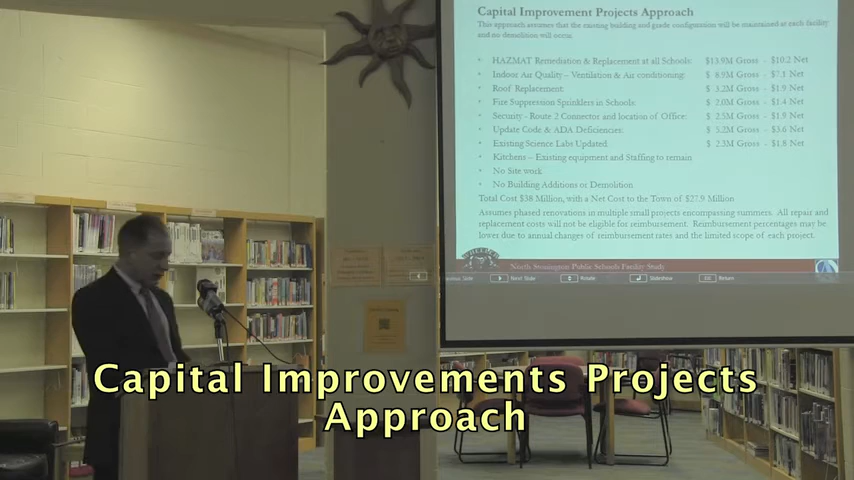 Capital Improvement Projects Approach
This approach assumes that the existing building and grade configuration will be maintained at each facility
and no demolition will occur.
• HAZMAT Remediation & Replacement at all Schools: $13.9M Gross - $10.2 Net
• Indoor Air Quality – Ventilation & Air conditioning: $ 8.9M Gross - $7.1 Net
• Roof Replacement: $ 3.2M Gross - $1.9 Net
• Fire Suppression Sprinklers in Schools: $ 2.0M Gross - $1.4 Net
• Security - Route 2 Connector and location of Office: $ 2.5M Gross - $1.9 Net
• Update Code & ADA Deficiencies: $ 5.2M Gross - $3.6 Net
• Existing Science Labs Updated: $ 2.3M Gross - $1.8 Net
• Kitchens – Existing equipment and Staffing to remain
• No Site work
• No Building Additions or Demolition
Total Cost $38 Million, with a Net Cost to the Town of $27.9 Million
Assumes phased renovations in multiple small projects encompassing summers. All repair and
replacement costs will not be eligible for reimbursement. Reimbursement percentages may be
lower due to annual changes of reimbursement rates and the limited scope of each project.
North Stonington Public Schools Facility Study
Next Slide Rotate Slideshow Return
Capital Improvements Projects
Approach